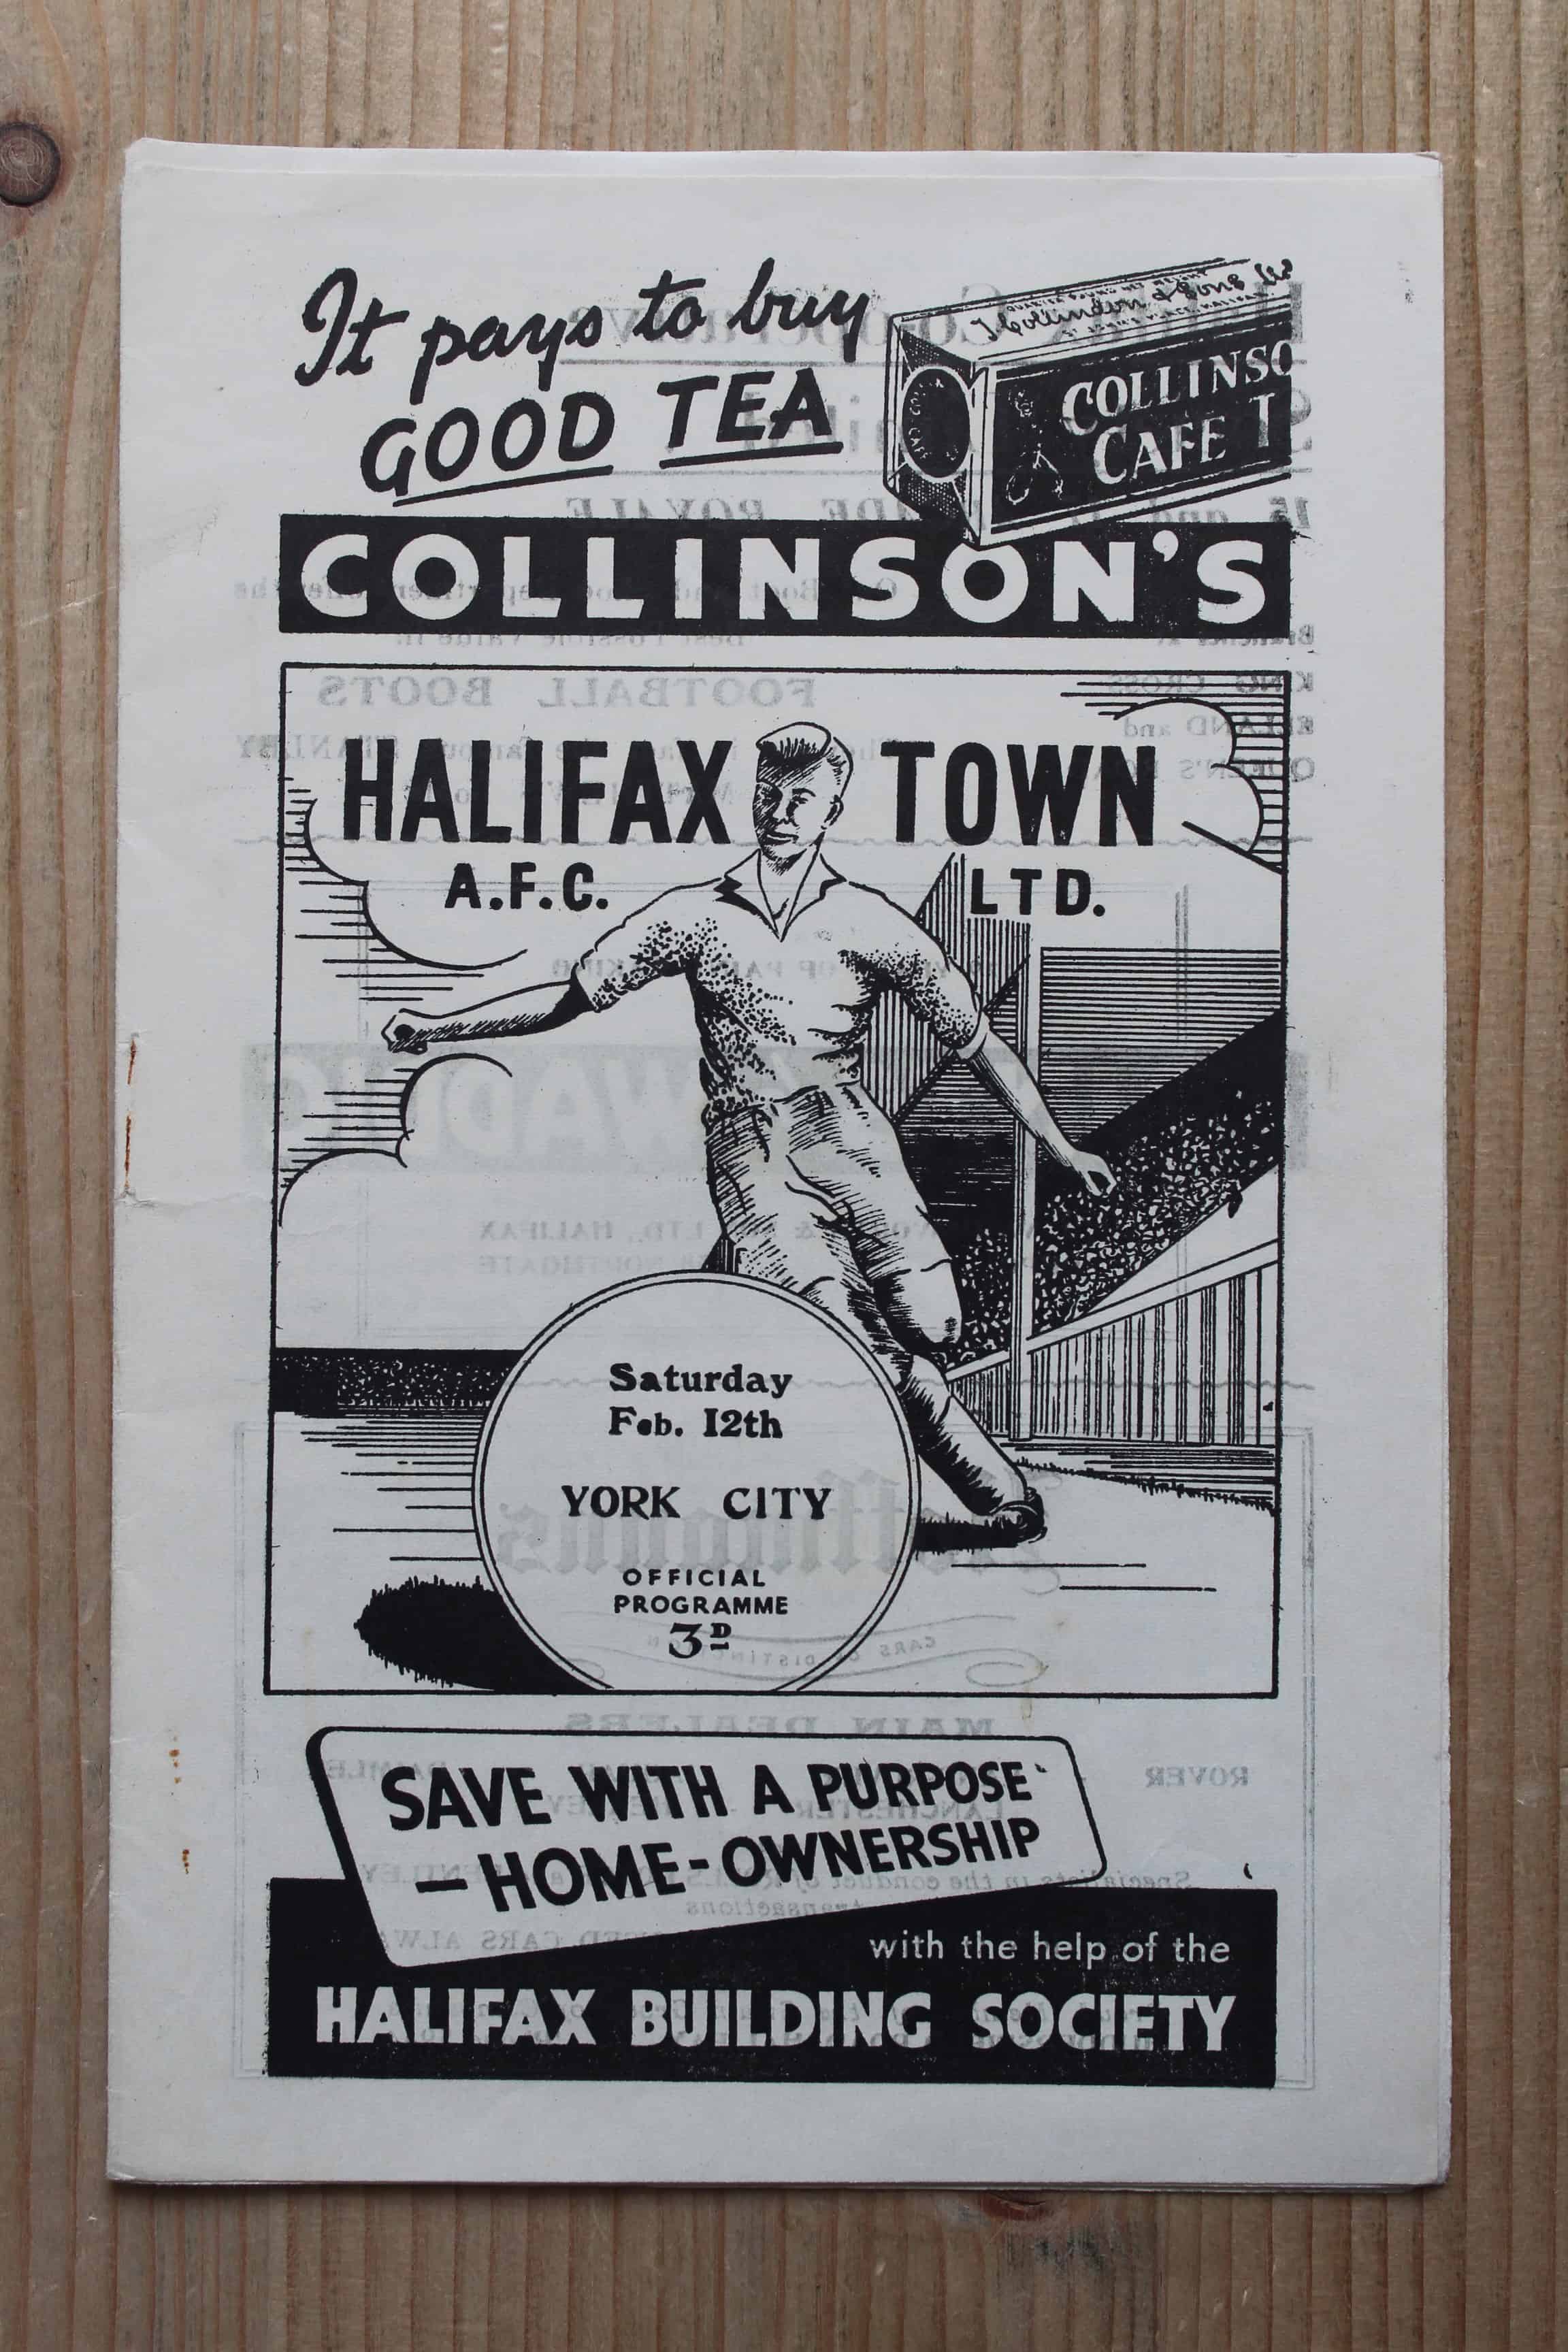 It pays to buy
GOOD TEA
COLLINSO
CAFE T
COLLINSON'S
HALIFAX TOWN
A.F.C. LTD.
Saturday
Feb. 12th
YORK CITY
OFFICIAL
PROGRAMME
3D
SAVE WITH A PURPOSE
— HOME-OWNERSHIP
with the help of the
HALIFAX BUILDING SOCIETY